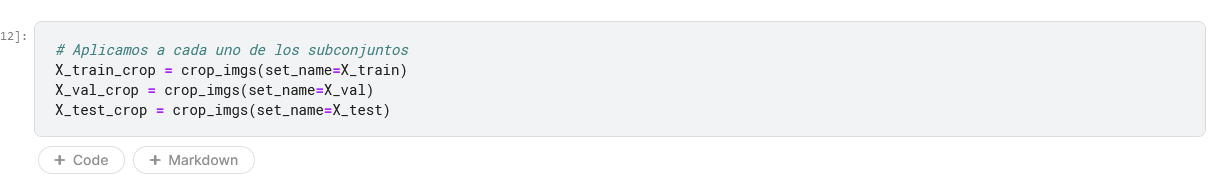 12]:
# Aplicamos a cada uno de los subconjuntos
X_train_crop = crop_imgs(set_name=X_train)
X_val_crop = crop_imgs(set_name=X_val)
X_test_crop = crop_imgs(set_name=X_test)
+ Code + Markdown